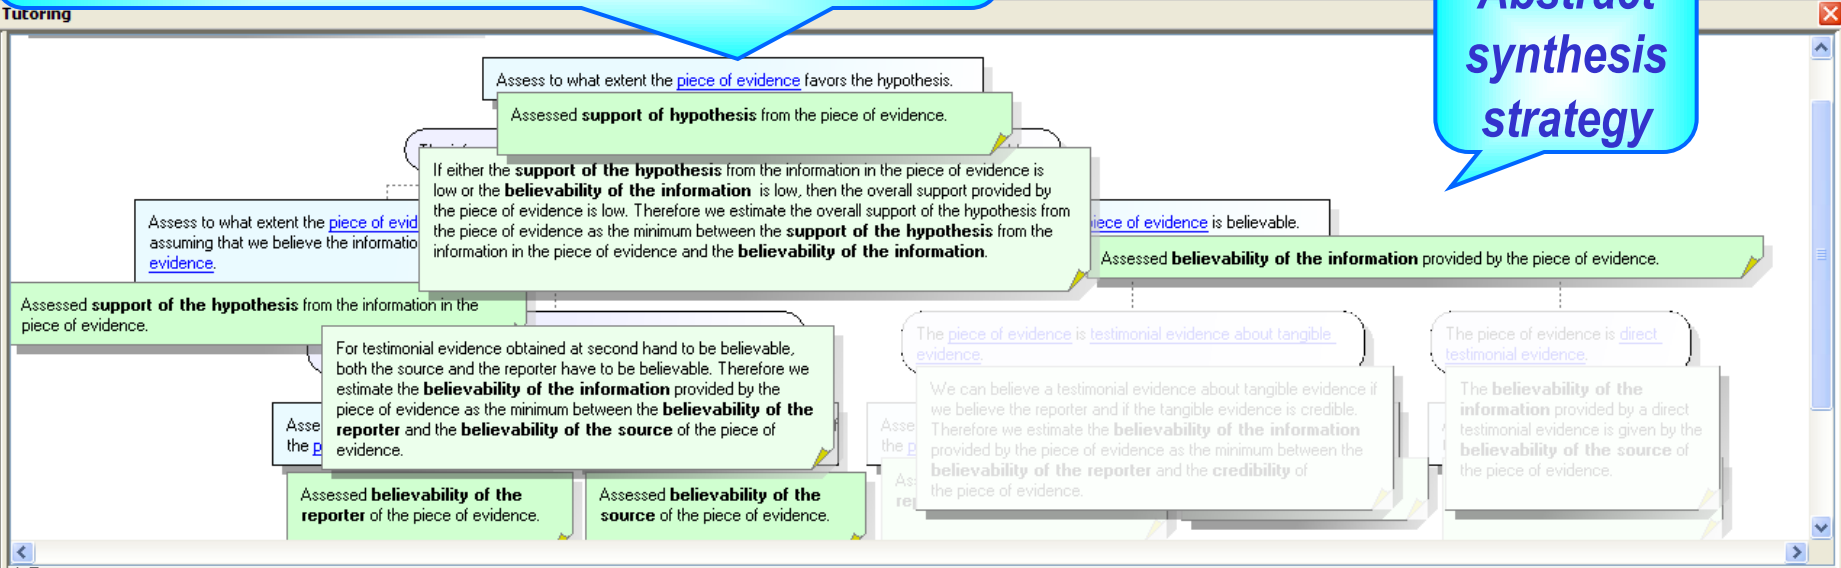 Tutoring
Abstract
synthesis
strategy
Assess to what extent the piece of evidence favors the hypothesis.
Assessed support of hypothesis from the piece of evidence.
If either the support of the hypothesis from the information in the piece of evidence is
low or the believability of the information is low, then the overall support provided by
the piece of evidence is low. Therefore we estimate the overall support of the hypothesis from
the piece of evidence as the minimum between the support of the hypothesis from the
information in the piece of evidence and the believability of the information.
Assess to what extent the piece of evid
assuming that we believe the informatio
evidence.
piece of evidence is believable.
Assessed believability of the information provided by the piece of evidence.
Assessed support of the hypothesis from the information in the
piece of evidence.
For testimonial evidence obtained at second hand to be believable,
both the source and the reporter have to be believable. Therefore we
estimate the believability of the information provided by the
piece of evidence as the minimum between the believability of the
reporter and the believability of the source of the piece of
evidence.
Asse
the p
Assessed believability of the
reporter of the piece of evidence.
Assessed believability of the
source of the piece of evidence.
The piece of evidence is testimonial evidence about tangible
evidence.
We can believe a testimonial evidence about tangible evidence if
we believe the reporter and if the tangible evidence is credible.
Therefore we estimate the believability of the information
provided by the piece of evidence as the minimum between the
believability of the reporter and the credibility of
the piece of evidence.
Asse
the p
As
re
The piece of evidence is direct
testimonial evidence.
The believability of the
information provided by a direct
testimonial evidence is given by the
believability of the source of
the piece of evidence.